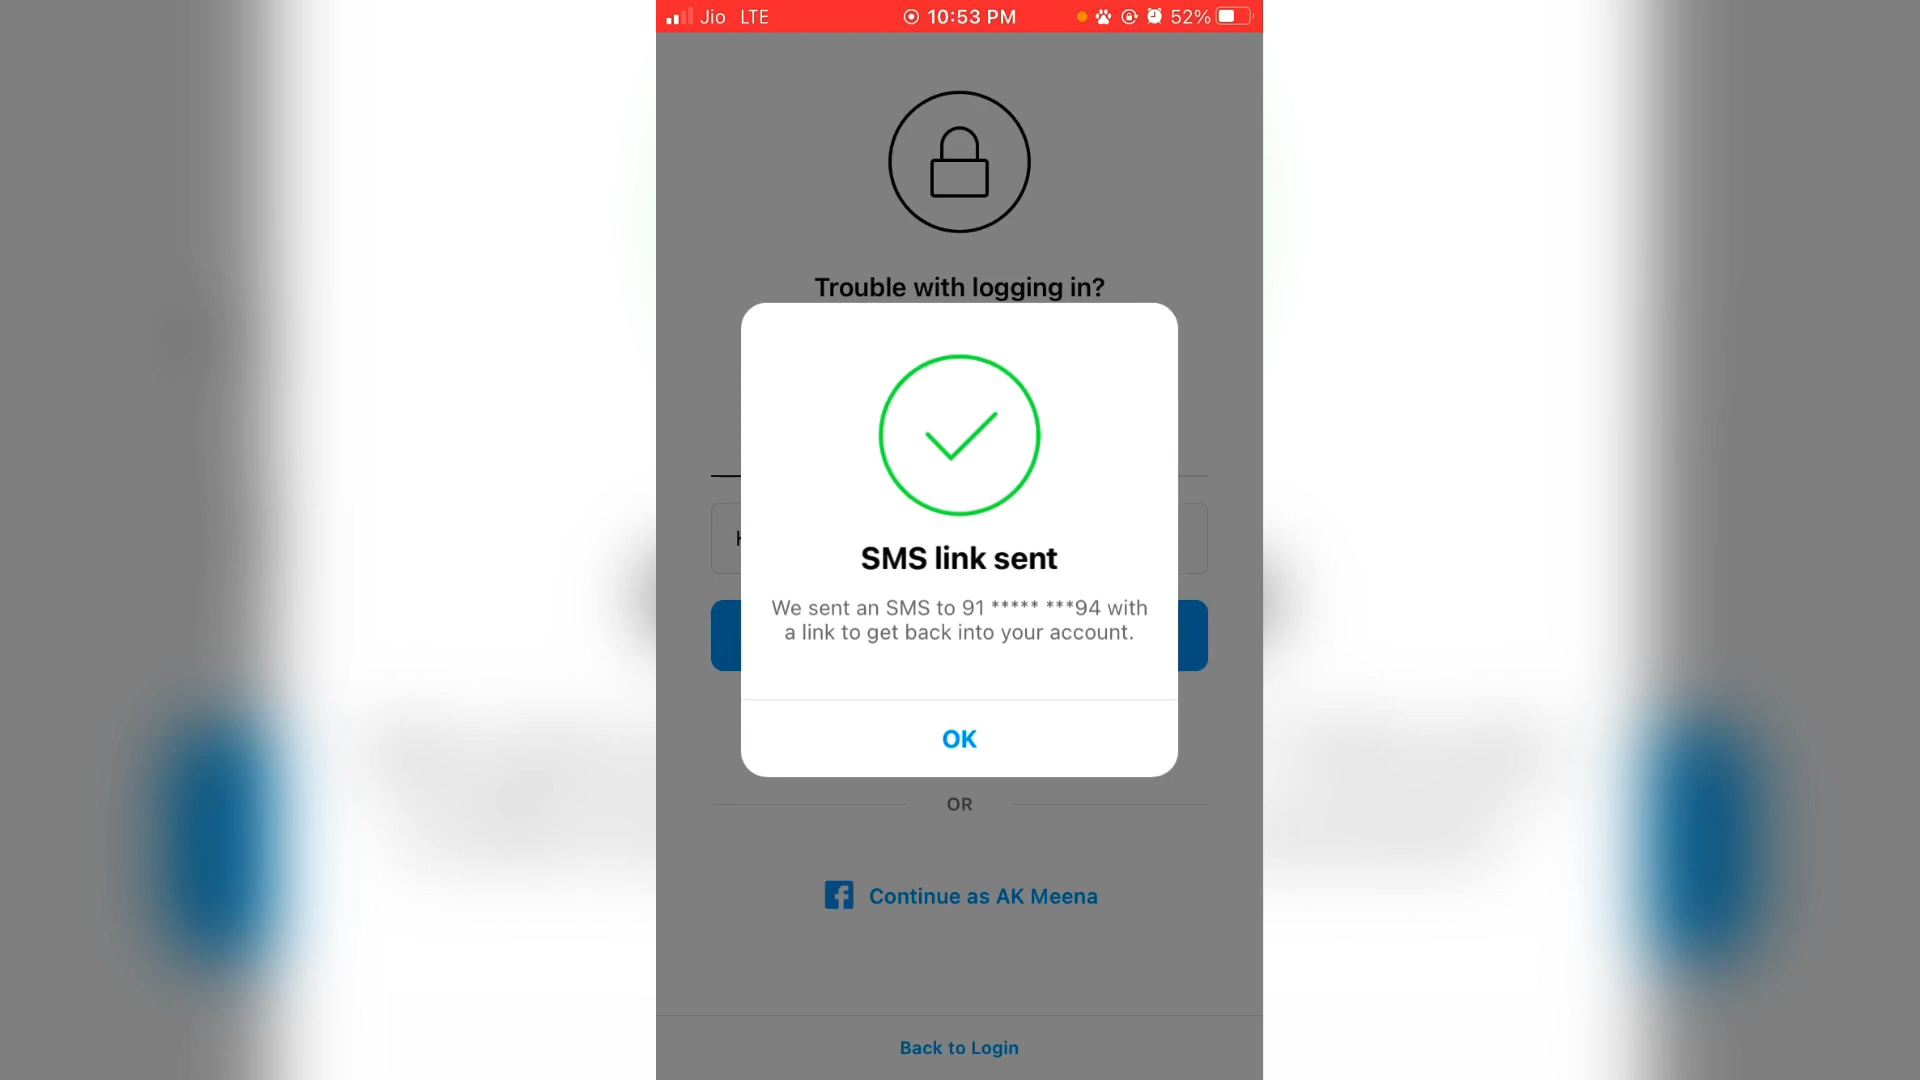 Jio LTE 10:53 PM 52%
Trouble with logging in?
SMS link sent
We sent an SMS to 91 ***** ***94 with
a link to get back into your account.
OK
OR
Continue as AK Meena
Back to Login